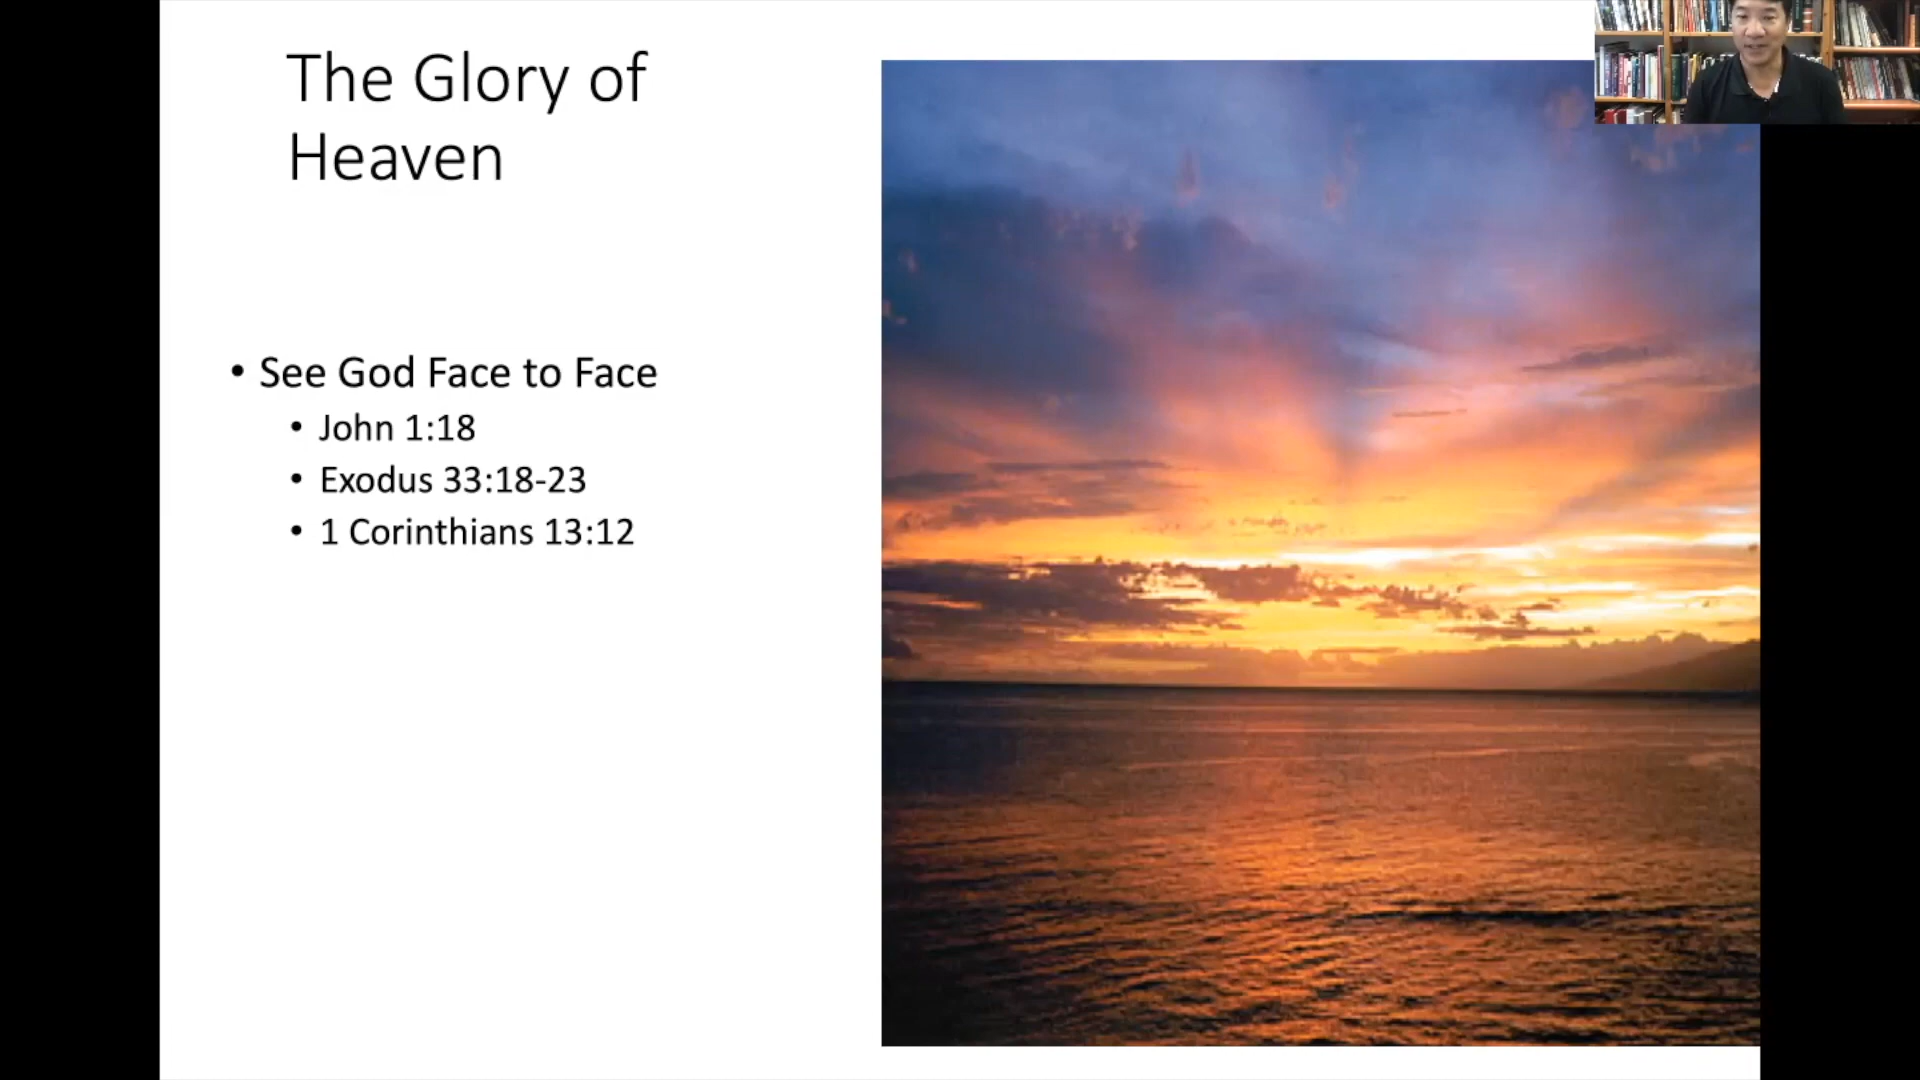 The Glory of
Heaven
• See God Face to Face
• John 1:18
• Exodus 33:18-23
• 1 Corinthians 13:12